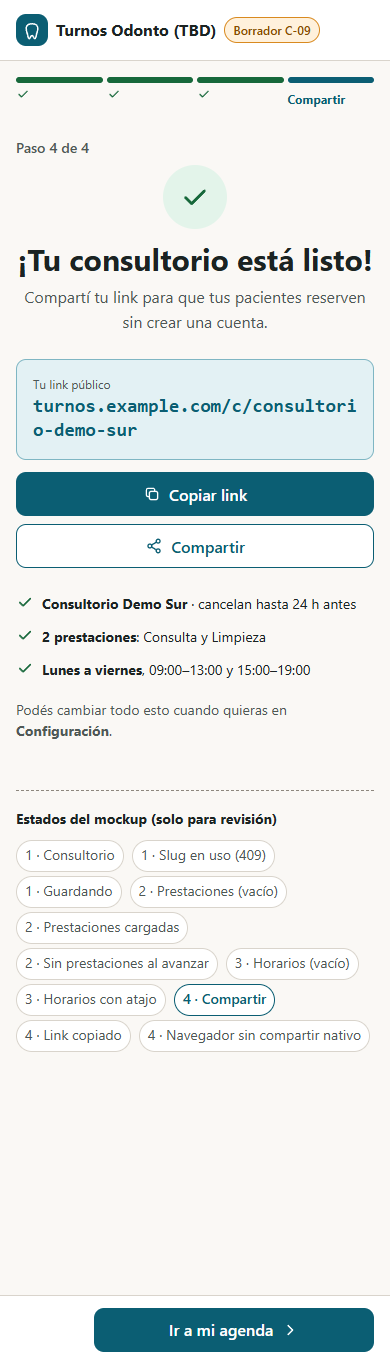 Turnos Odonto (TBD) Borrador C-09
Compartir
Paso 4 de 4
¡Tu consultorio está listo!
Compartí tu link para que tus pacientes reserven
sin crear una cuenta.
Tu link público
turnos.example.com/c/consultori
o-demo-sur
Copiar link
Compartir
Consultorio Demo Sur · cancelan hasta 24 h antes
2 prestaciones: Consulta y Limpieza
Lunes a viernes, 09:00–13:00 y 15:00–19:00
Podés cambiar todo esto cuando quieras en
Configuración.
Estados del mockup (solo para revisión)
1 · Consultorio 1 · Slug en uso (409)
1 · Guardando 2 · Prestaciones (vacío)
2 · Prestaciones cargadas
2 · Sin prestaciones al avanzar 3 · Horarios (vacío)
3 · Horarios con atajo 4 · Compartir
4 · Link copiado 4 · Navegador sin compartir nativo
Ir a mi agenda